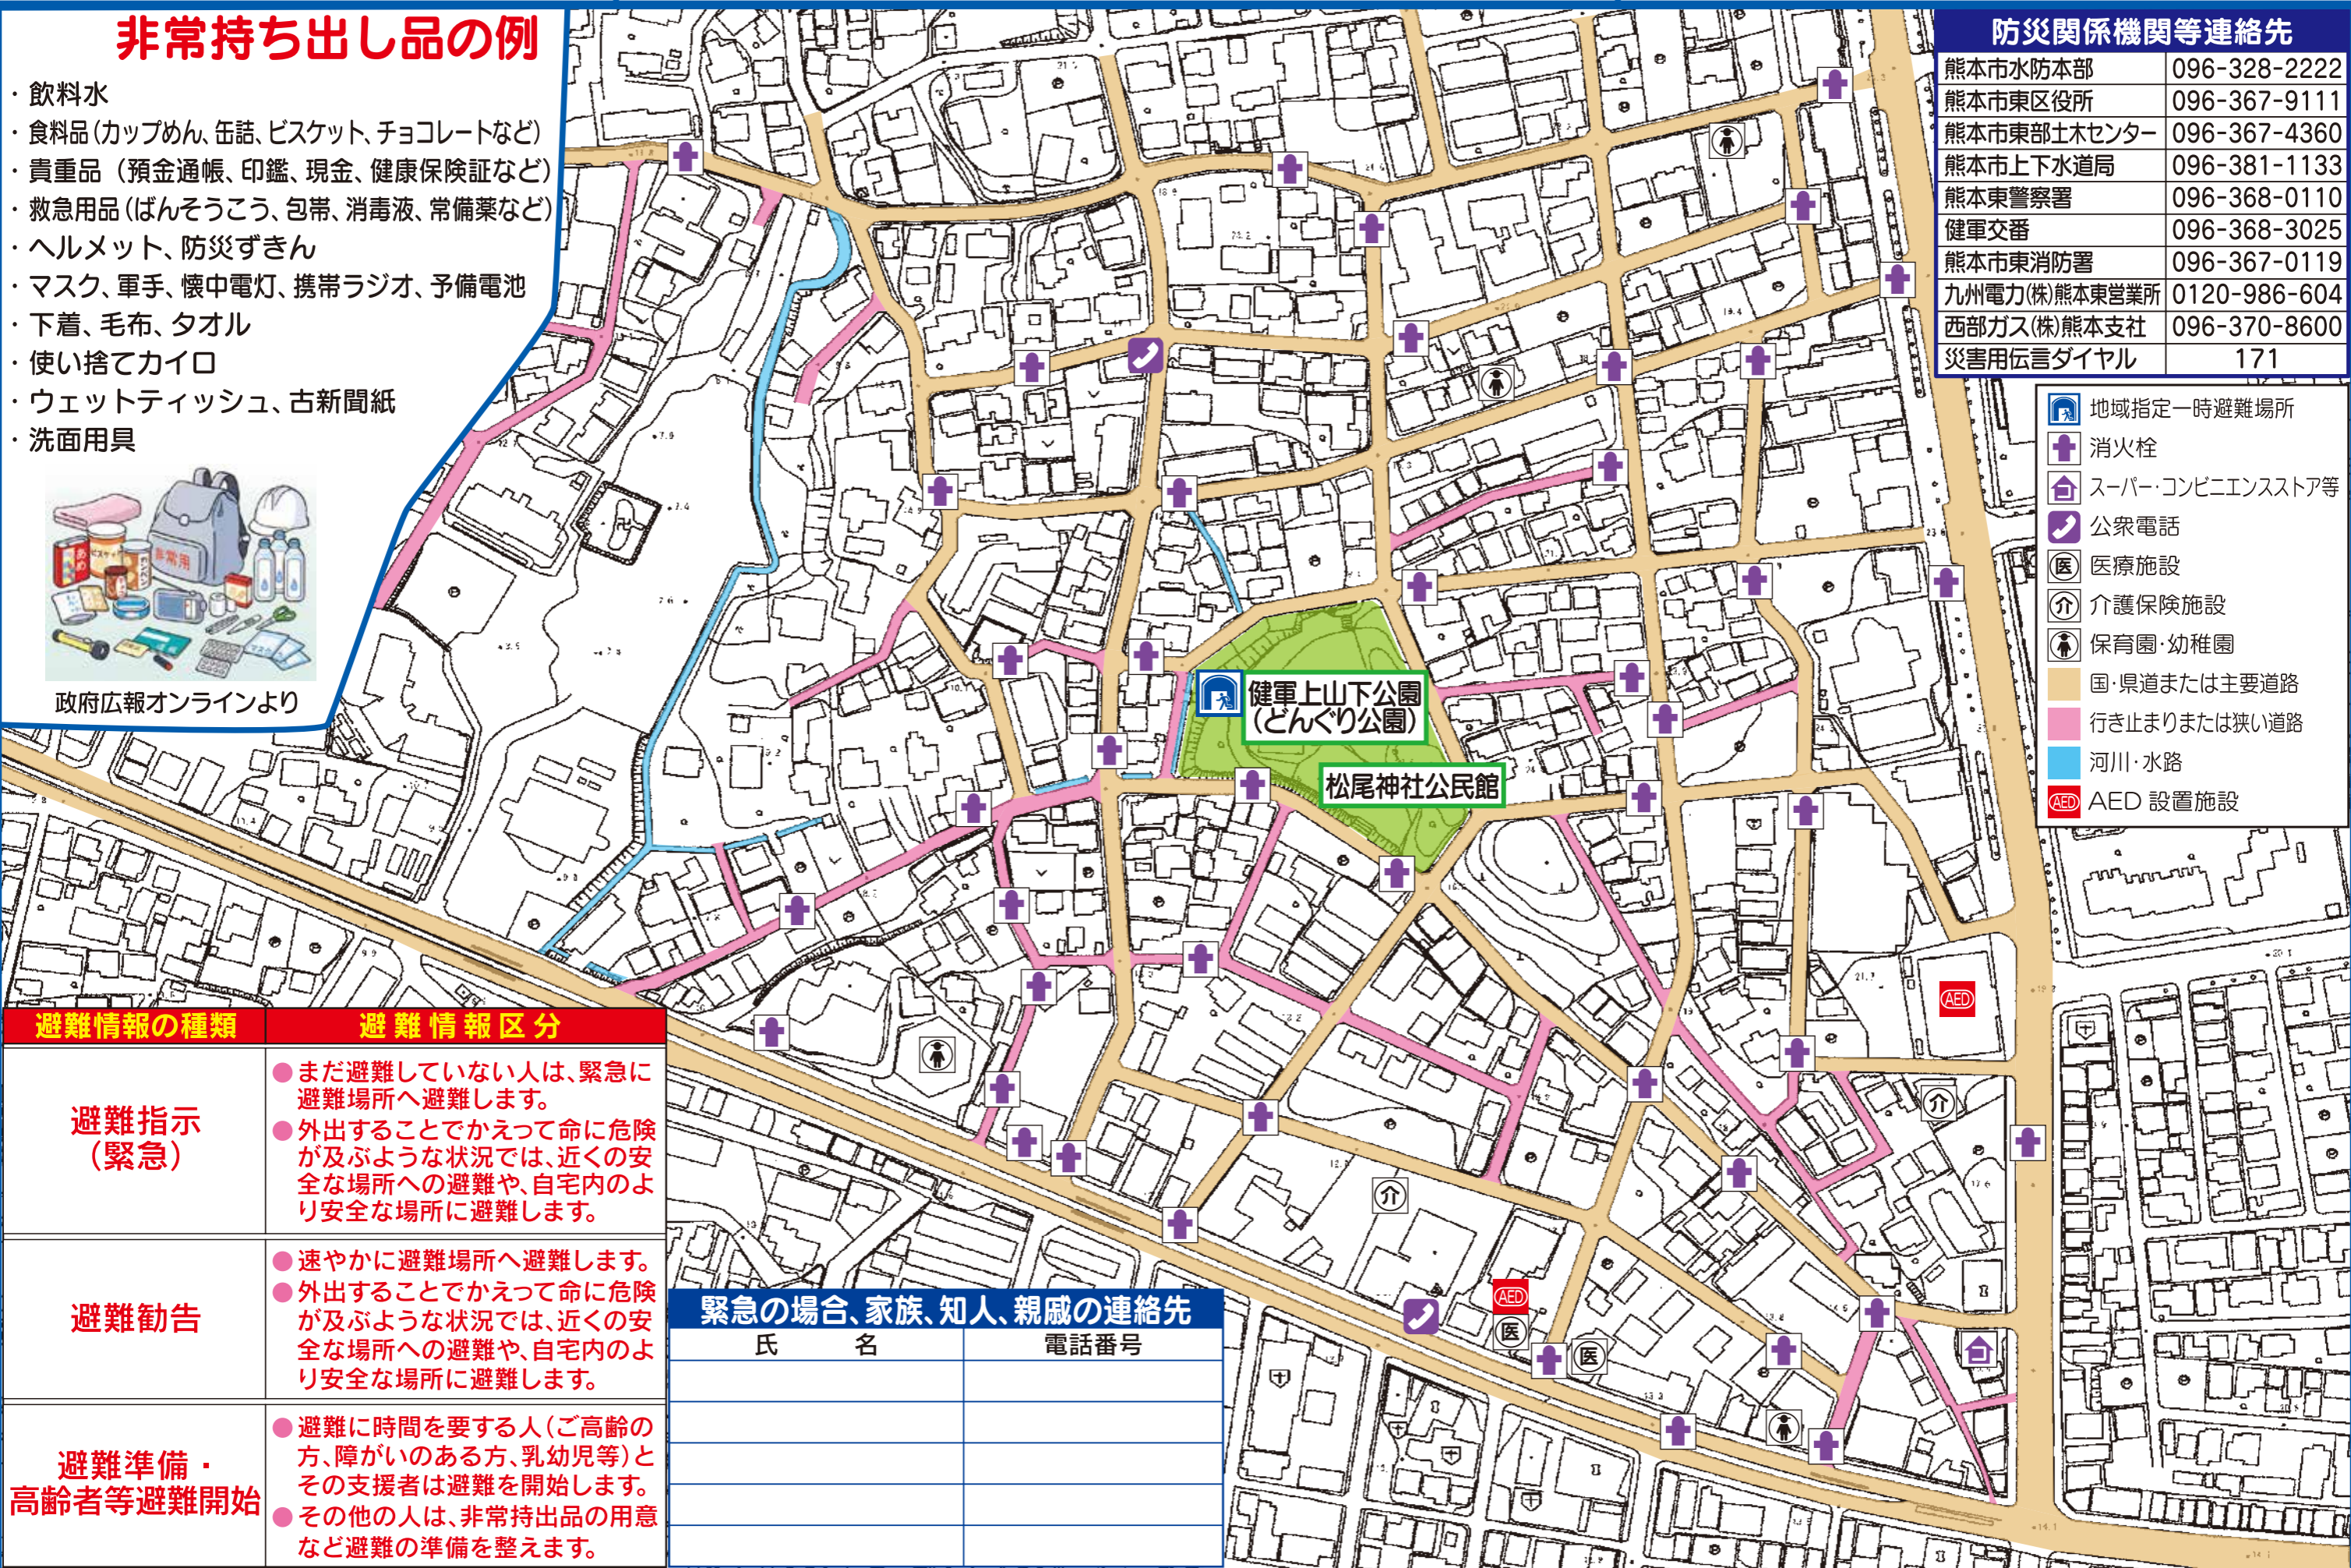 非常持ち出し品の例
・飲料水
・食料品(カップめん、缶詰、ビスケット、チョコレートなど)
・貴重品（預金通帳、印鑑、現金、健康保険証など)
・救急用品(ばんそうこう、包帯、消毒液、常備薬など)
・ヘルメット、防災ずきん
・マスク、軍手、懐中電灯、携帯ラジオ、予備電池
・下着、毛布、タオル
・使い捨てカイロ
・ウェットティッシュ、古新聞紙
・洗面用具
非常用
政府広報オンラインより
防災関係機関等連絡先
熊本市水防本部 096-328-2222
熊本市東区役所 096-367-9111
熊本市東部土木センター 096-367-4360
熊本市上下水道局 096-381-1133
熊本東警察署 096-368-0110
健軍交番 096-368-3025
熊本市東消防署 096-367-0119
九州電力(株)熊本東営業所 0120-986-604
西部ガス(株)熊本支社 096-370-8600
災害用伝言ダイヤル 171
地域指定一時避難場所
消火栓
スーパー・コンビニエンスストア等
公衆電話
医 医療施設
介 介護保険施設
保育園・幼稚園
国・県道または主要道路
行き止まりまたは狭い道路
河川・水路
AED AED 設置施設
健軍上山下公園
(どんぐり公園)
松尾神社公民館
AED
介
介
AED
医
医
避難情報の種類 避難情報区分
避難指示
（緊急）
●まだ避難していない人は、緊急に
避難場所へ避難します。
●外出することでかえって命に危険
が及ぶような状況では、近くの安
全な場所への避難や、自宅内のよ
り安全な場所に避難します。
避難勧告
●速やかに避難場所へ避難します。
●外出することでかえって命に危険
が及ぶような状況では、近くの安
全な場所への避難や、自宅内のよ
り安全な場所に避難します。
避難準備・
高齢者等避難開始
●避難に時間を要する人(ご高齢の
方、障がいのある方、乳幼児等)と
その支援者は避難を開始します。
●その他の人は、非常持出品の用意
など避難の準備を整えます。
緊急の場合、家族、知人、親戚の連絡先
氏 名 電話番号